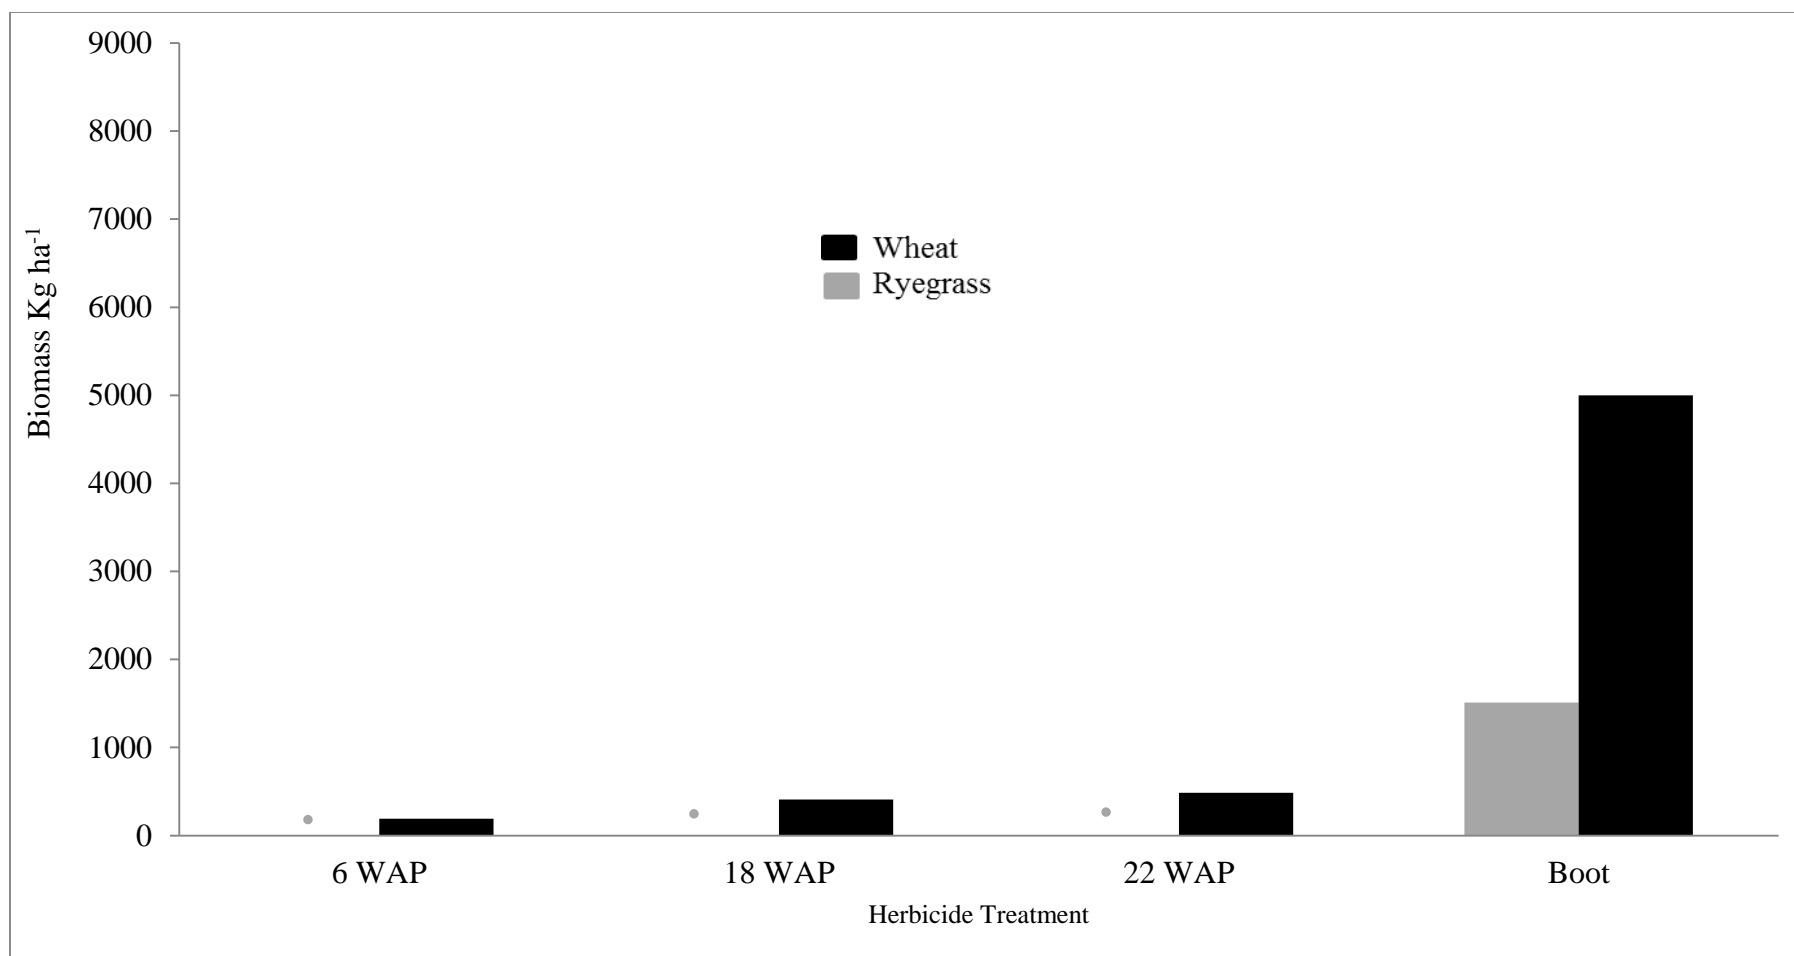 9000
8000
7000
6000
5000
4000
3000
2000
1000
0
Biomass Kg ha-1
Wheat
Ryegrass
6 WAP 18 WAP 22 WAP Boot
Herbicide Treatment